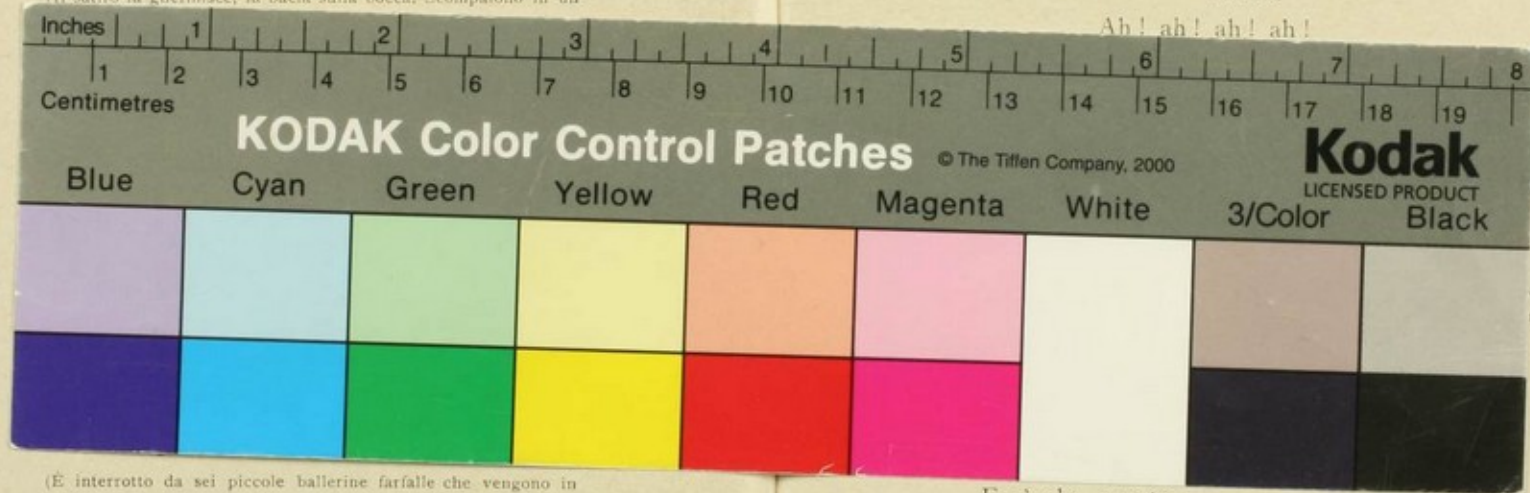 Ah! ah! ah! ah!
Inches 1 2 3 4 5 6 7 8
1 2 3 4 5 6 7 8 9 10 11 12 13 14 15 16 17 18 19
Centimetres
KODAK Color Control Patches © The Tiffen Company, 2000 Kodak
LICENSED PRODUCT
Blue Cyan Green Yellow Red Magenta White 3/Color Black
(È interrotto da sei piccole ballerine farfalle che vengono in